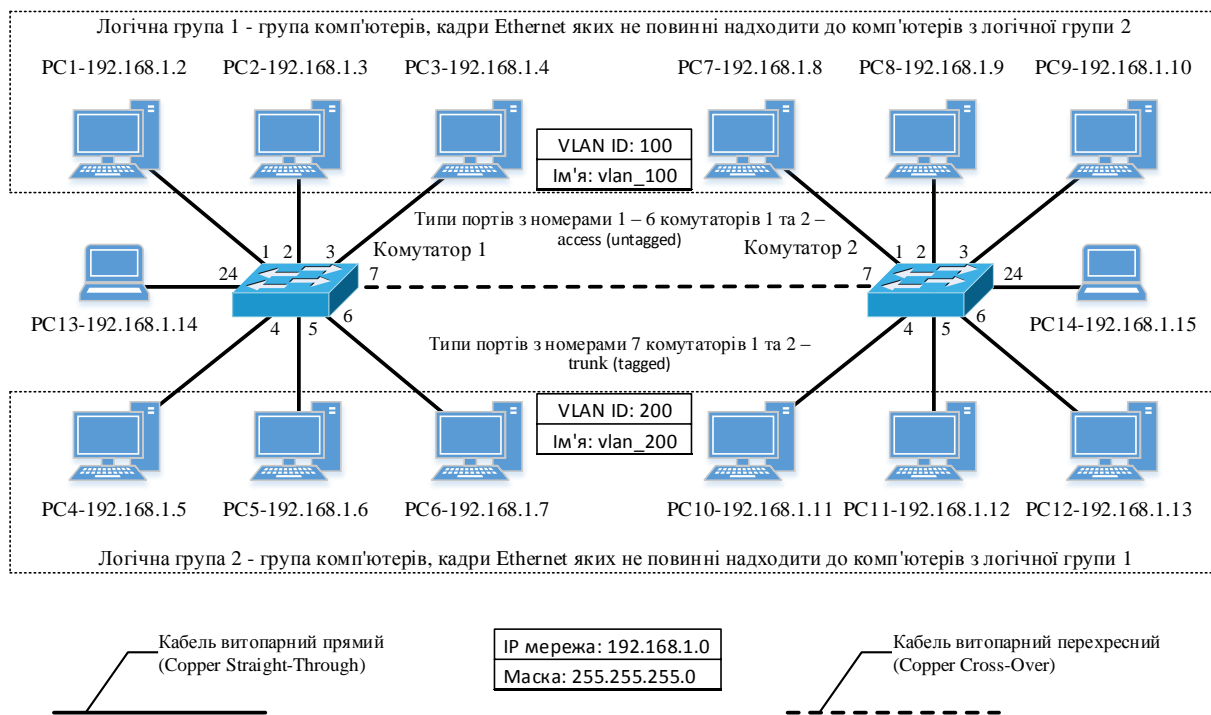 Логічна група 1 - група комп'ютерів, кадри Ethernet яких не повинні надходити до комп'ютерів з логічної групи 2
PC1-192.168.1.2
PC2-192.168.1.3
PC3-192.168.1.4
PC7-192.168.1.8
PC8-192.168.1.9
PC9-192.168.1.10
VLAN ID: 100
Ім'я: vlan_100
Типи портів з номерами 1 – 6 комутаторів 1 та 2 –
access (untagged)
1
2
3
Комутатор 1
24
7
PC13-192.168.1.14
4
5
6
Комутатор 2
1
2
3
7
24
PC14-192.168.1.15
4
5
6
Типи портів з номерами 7 комутаторів 1 та 2 –
trunk (tagged)
VLAN ID: 200
Ім'я: vlan_200
PC4-192.168.1.5
PC5-192.168.1.6
PC6-192.168.1.7
PC10-192.168.1.11
PC11-192.168.1.12
PC12-192.168.1.13
Логічна група 2 - група комп'ютерів, кадри Ethernet яких не повинні надходити до комп'ютерів з логічної групи 1
Кабель витопарний прямий
(Copper Straight-Through)
IP мережа: 192.168.1.0
Маска: 255.255.255.0
Кабель витопарний перехресний
(Copper Cross-Over)